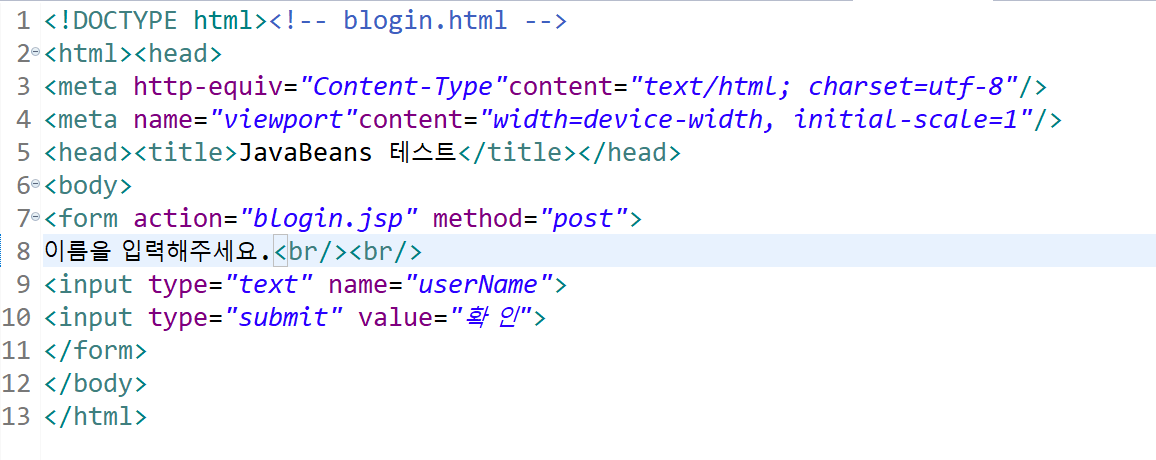 1 <!DOCTYPE html><!-- blogin.html -->
2 <html><head>
3 <meta http-equiv="Content-Type"content="text/html; charset=utf-8"/>
4 <meta name="viewport"content="width=device-width, initial-scale=1"/>
5 <head><title>JavaBeans 테스트</title></head>
6 <body>
7 <form action="blogin.jsp" method="post">
8 이름을 입력해주세요.<br/><br/>
9 <input type="text" name="userName">
10 <input type="submit" value="확 인">
11 </form>
12 </body>
13 </html>